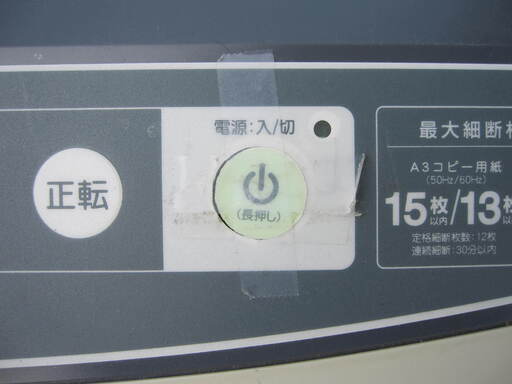 正転
電源:入/切
(長押し)
最大細断
A3コピー用紙
(50Hz/60Hz)
15枚以内/13枚
定格細断枚数:12枚
連続細断:30分以内